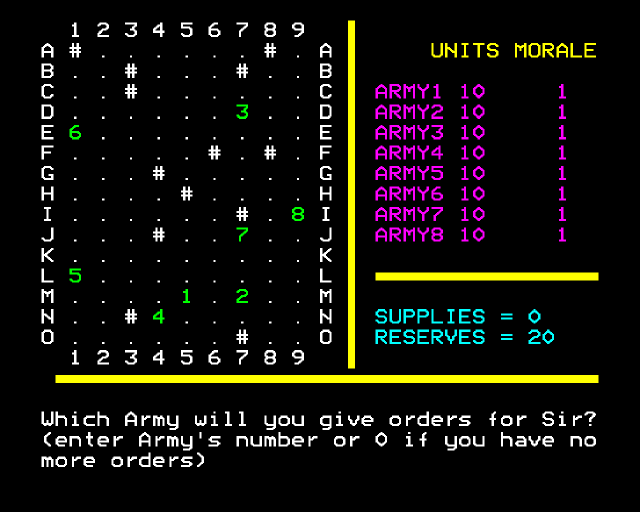 1 2 3 4 5 6 7 8 9
A # . . . . . . # . A
B . . # . . . # . . B
C . . # . . . . . . C
D . . . . . . 3 . . D
E 6 . . . . . . . . E
F . . . . . # . # . F
G . . . # . . . . . G
H . . . . # . . . . H
I . . . . . . # . 8 I
J . . . # . . 7 . . J
K . . . . . . . . . K
L 5 . . . . . . . . L
M . . . . 1 . 2 . . M
N . . # 4 . . . . . N
O . . . . . . # . . O
1 2 3 4 5 6 7 8 9
UNITS MORALE
ARMY1 10 1
ARMY2 10 1
ARMY3 10 1
ARMY4 10 1
ARMY5 10 1
ARMY6 10 1
ARMY7 10 1
ARMY8 10 1
SUPPLIES = 0
RESERVES = 20
Which Army will you give orders for Sir?
(enter Army's number or 0 if you have no
more orders)